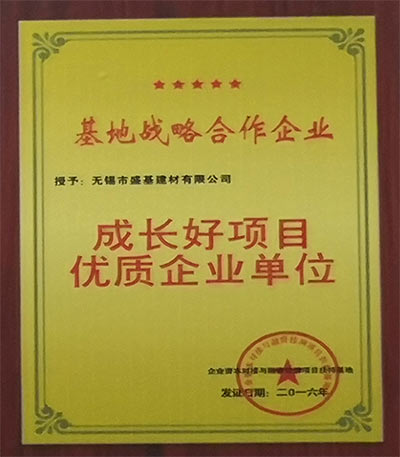 基地战略合作企业
授予：无锡市盛基建材有限公司
成长好项目
优质企业单位
发证日期：二〇一六年